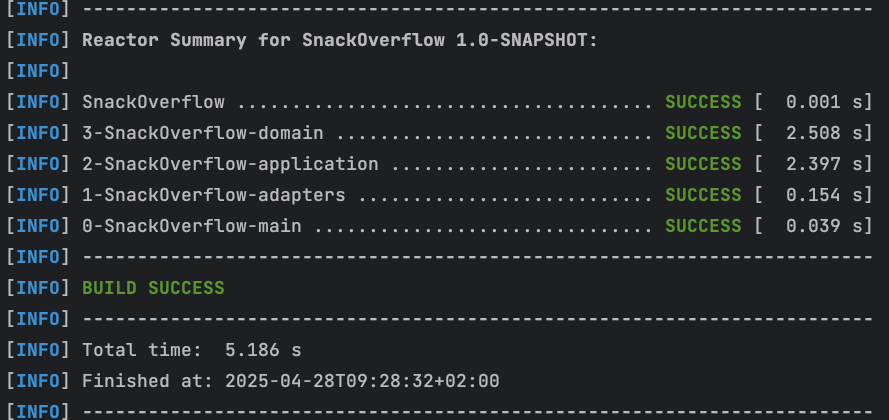 [INFO] ------------------------------------------------------------------------
[INFO] Reactor Summary for SnackOverflow 1.0-SNAPSHOT:
[INFO]
[INFO] SnackOverflow ...................................... SUCCESS [  0.001 s]
[INFO] 3-SnackOverflow-domain ............................. SUCCESS [  2.508 s]
[INFO] 2-SnackOverflow-application ........................ SUCCESS [  2.397 s]
[INFO] 1-SnackOverflow-adapters ........................... SUCCESS [  0.154 s]
[INFO] 0-SnackOverflow-main ............................... SUCCESS [  0.039 s]
[INFO] ------------------------------------------------------------------------
[INFO] BUILD SUCCESS
[INFO] ------------------------------------------------------------------------
[INFO] Total time:  5.186 s
[INFO] Finished at: 2025-04-28T09:28:32+02:00
[INFO] ------------------------------------------------------------------------